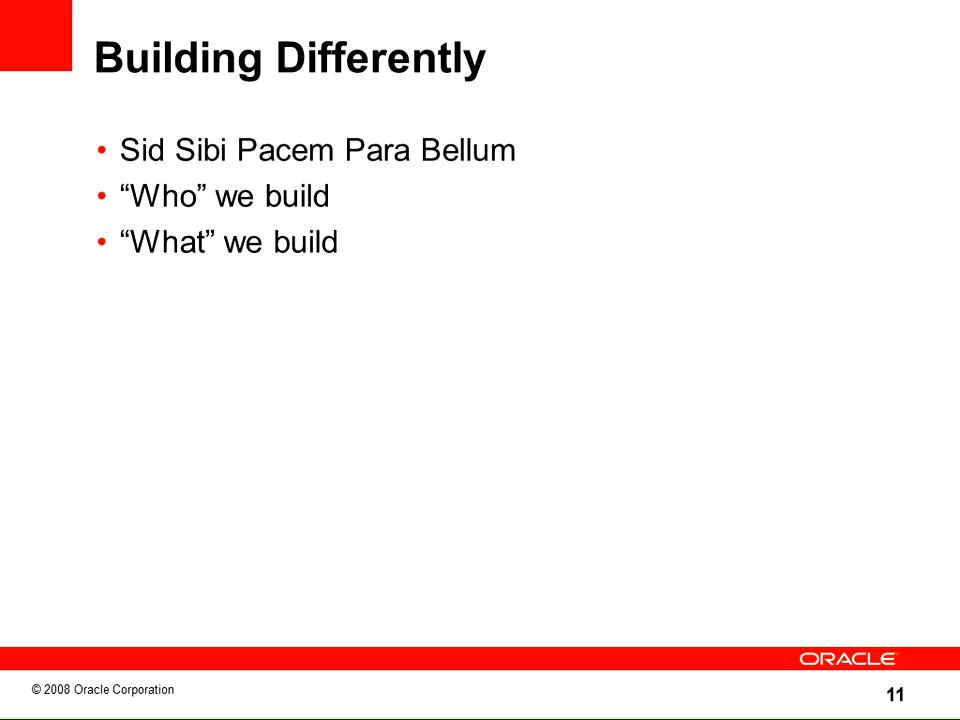 Building Differently
• Sid Sibi Pacem Para Bellum
• “Who” we build
• “What” we build
ORACLE
© 2008 Oracle Corporation
11